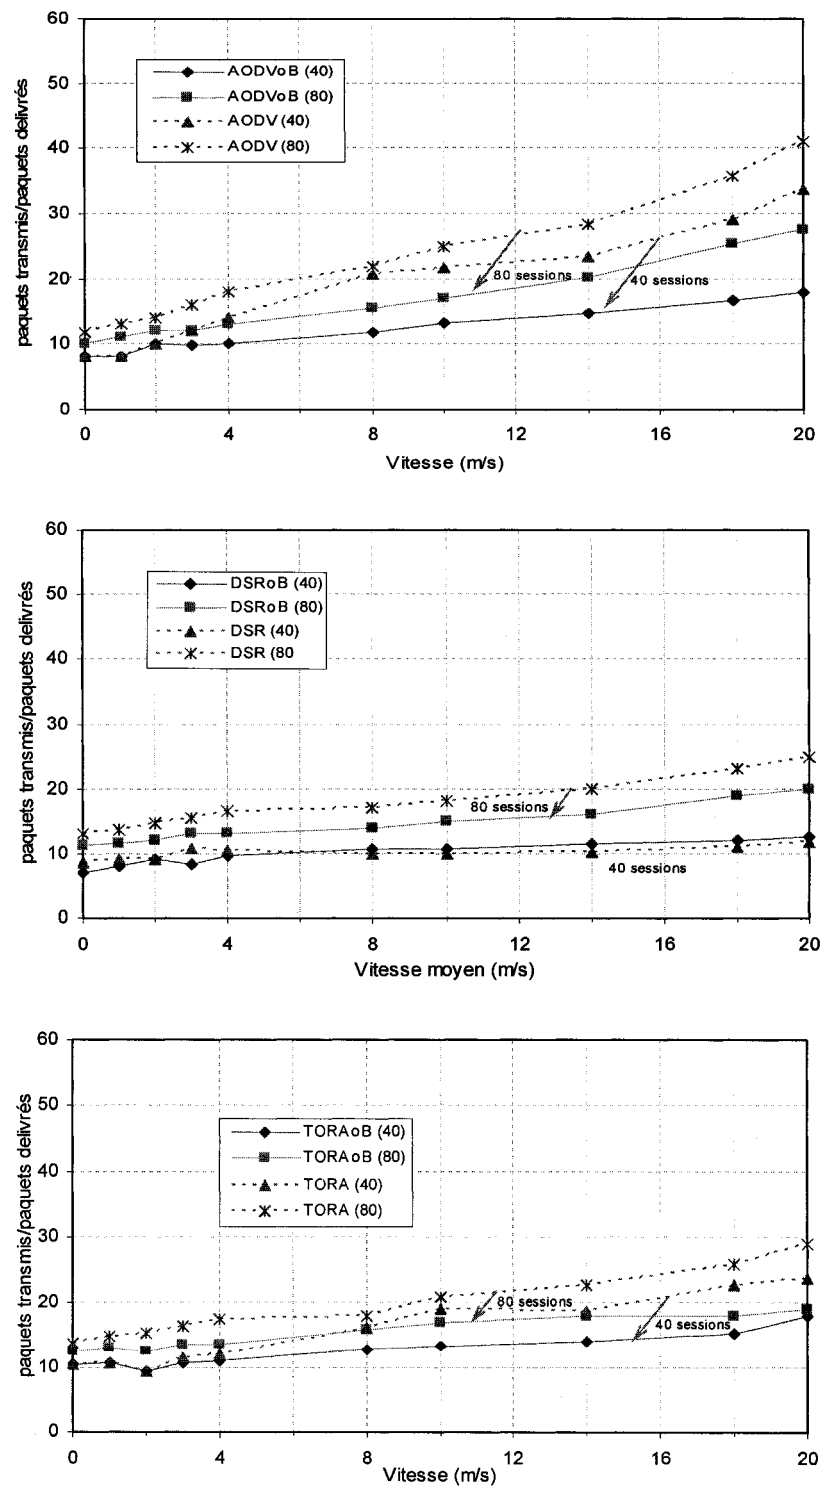 60
50
40
30
20
10
0
paquets transmis/paquets delivrés
AODVoB (40)
AODVoB (80)
AODV (40)
AODV (80)
80 sessions
40 sessions
0 4 8 12 16 20
Vitesse (m/s)
60
50
40
30
20
10
0
paquets transmis/paquets delivrés
DSRoB (40)
DSRoB (80)
DSR (40)
DSR (80
80 sessions
40 sessions
0 4 8 12 16 20
Vitesse moyen (m/s)
60
50
40
30
20
10
0
paquets transmis/paquets delivrés
TORAoB (40)
TORAoB (80)
TORA (40)
TORA (80)
80 sessions
40 sessions
0 4 8 12 16 20
Vitesse (m/s)